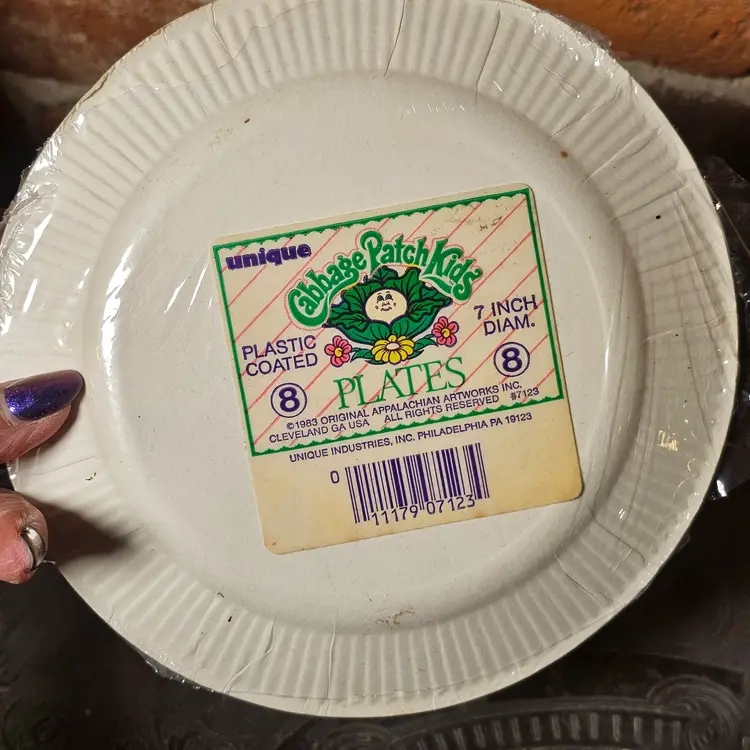 unique
Cabbage Patch Kids
PLASTIC
COATED
7 INCH
DIAM.
8
8
PLATES
©1983 ORIGINAL APPALACHIAN ARTWORKS INC.
CLEVELAND GA USA ALL RIGHTS RESERVED #7123
UNIQUE INDUSTRIES, INC. PHILADELPHIA PA 19123
0
11179 07123